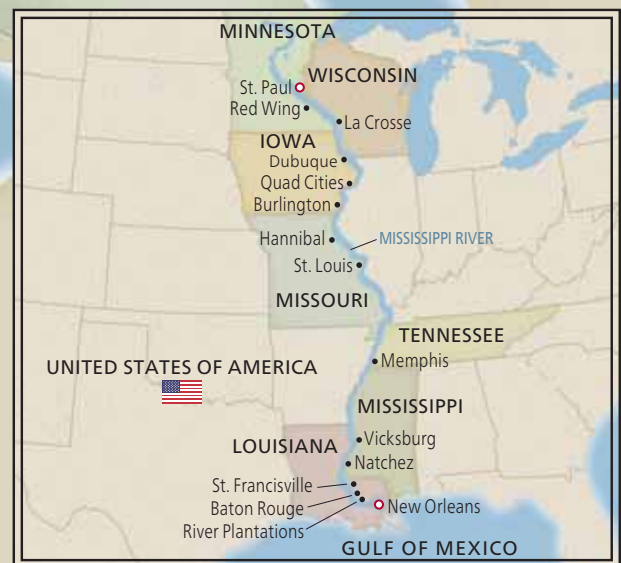 MINNESOTA
WISCONSIN
St. Paul
Red Wing
La Crosse
IOWA
Dubuque
Quad Cities
Burlington
Hannibal
MISSISSIPPI RIVER
St. Louis
MISSOURI
TENNESSEE
Memphis
UNITED STATES OF AMERICA
MISSISSIPPI
LOUISIANA
Vicksburg
Natchez
St. Francisville
Baton Rouge
New Orleans
River Plantations
GULF OF MEXICO